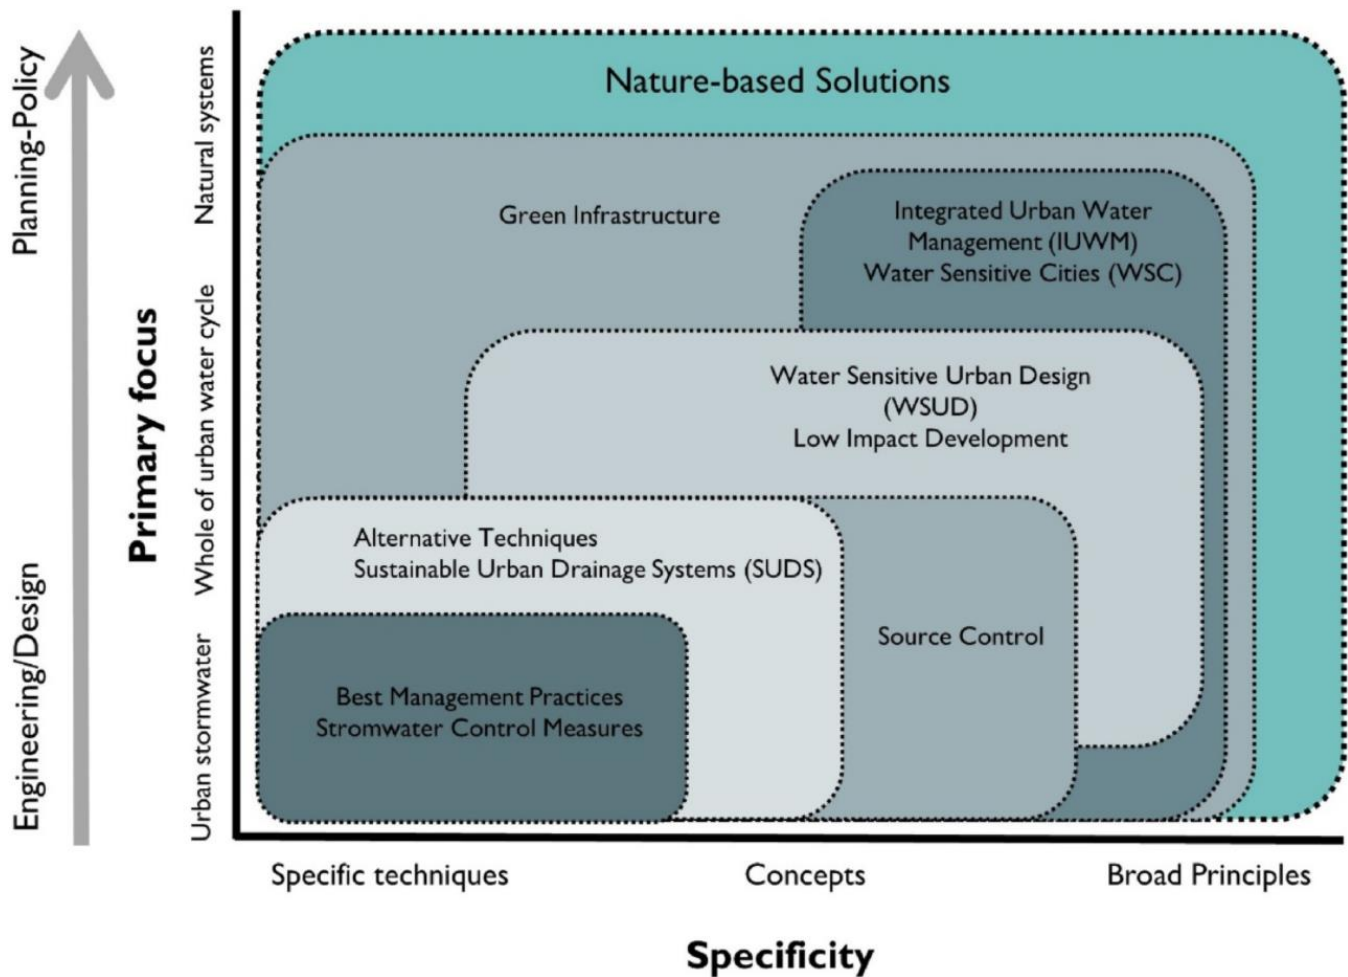 Nature-based Solutions
Green Infrastructure
Integrated Urban Water
Management (IUWM)
Water Sensitive Cities (WSC)
Water Sensitive Urban Design
(WSUD)
Low Impact Development
Alternative Techniques
Sustainable Urban Drainage Systems (SUDS)
Source Control
Best Management Practices
Stromwater Control Measures
Planning-Policy
Engineering/Design
Primary focus
Natural systems
Whole of urban water cycle
Urban stormwater
Specific techniques
Concepts
Broad Principles
Specificity